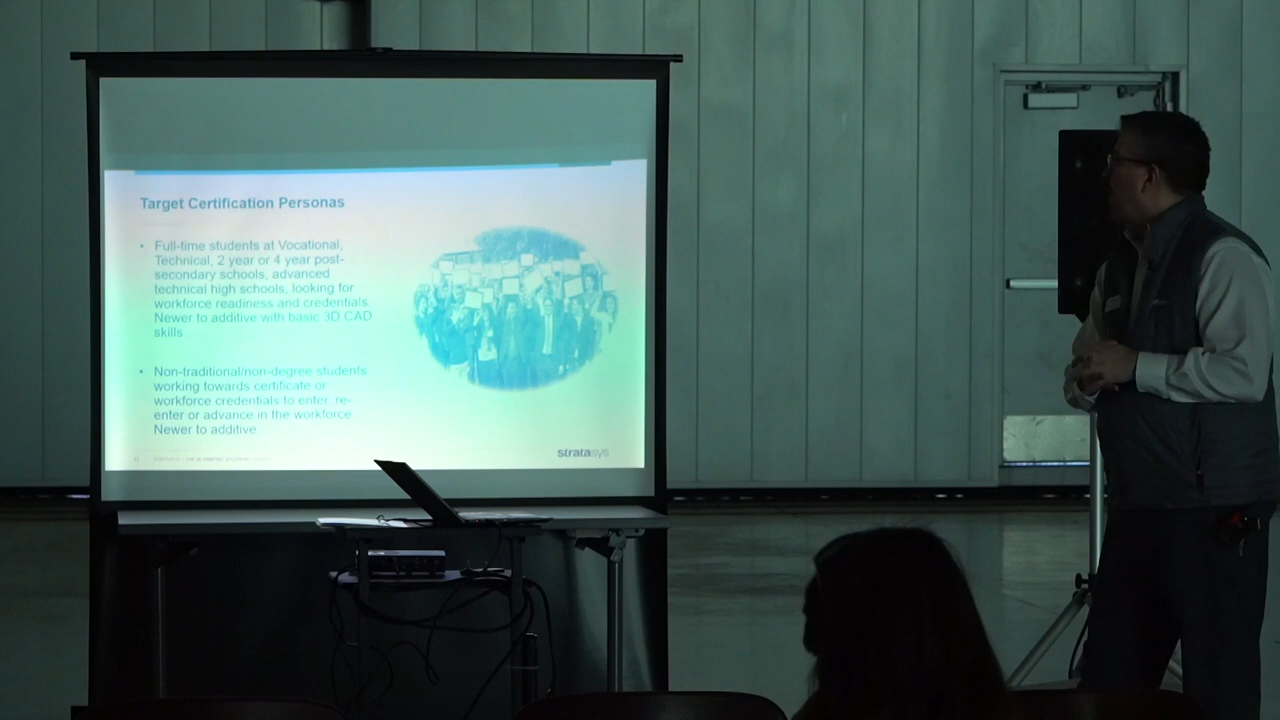 Target Certification Personas
• Full-time students at Vocational,
Technical, 2 year or 4 year post-
secondary schools, advanced
technical high schools, looking for
workforce readiness and credentials.
Newer to additive with basic 3D CAD
skills.
• Non-traditional/non-degree students
working towards certificate or
workforce credentials to enter, re-
enter or advance in the workforce
Newer to additive
stratasys